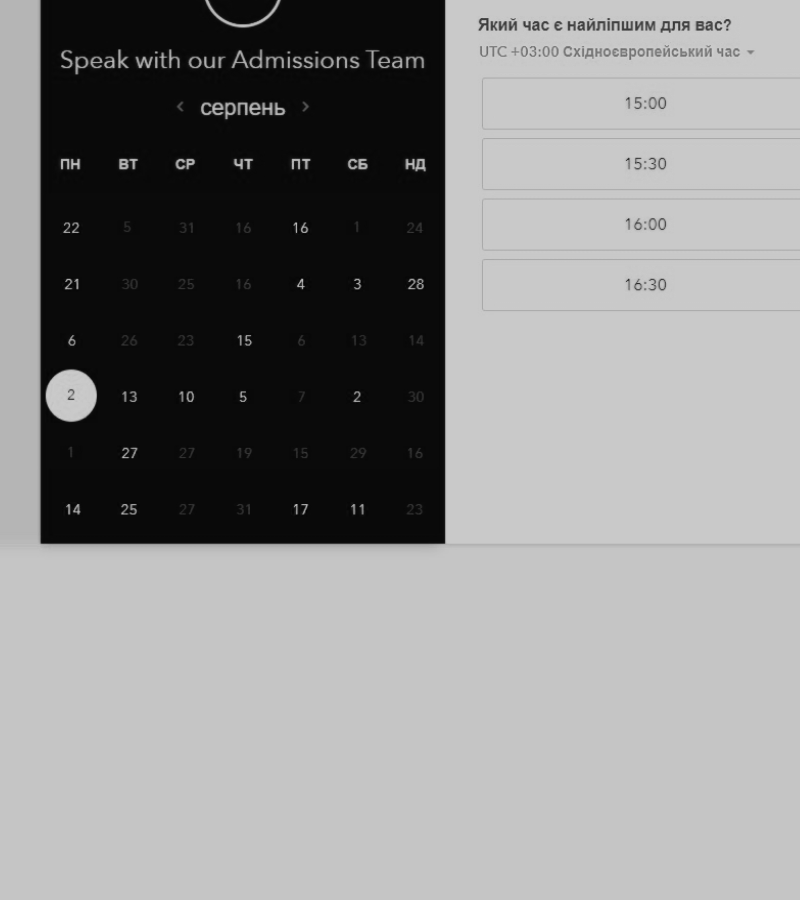 Speak with our Admissions Team
серпень
ПН ВТ СР ЧТ ПТ СБ НД
22 5 31 16 16 1 24
21 30 25 16 4 3 28
6 26 23 15 6 13 14
2 13 10 5 7 2 30
1 27 27 19 15 29 16
14 25 27 31 17 11 23
Який час є найліпшим для вас?
UTC +03:00 Східноєвропейський час
15:00
15:30
16:00
16:30